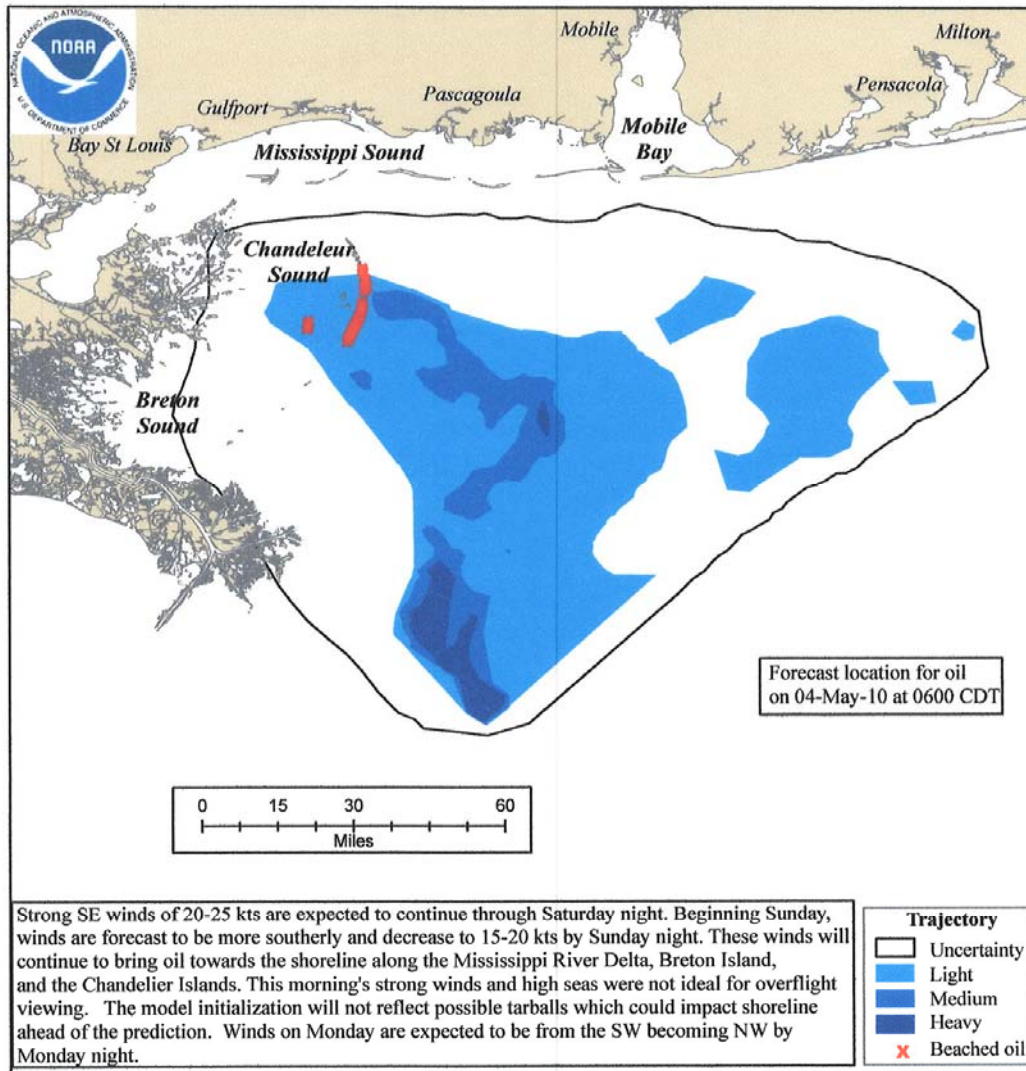 NATIONAL OCEANIC AND ATMOSPHERIC ADMINISTRATION
NOAA
U.S. DEPARTMENT OF COMMERCE
Mobile
Milton
Pensacola
Pascagoula
Gulfport
Mobile
Bay
Bay St Louis
Mississippi Sound
Chandeleur
Sound
Breton
Sound
Forecast location for oil
on 04-May-10 at 0600 CDT
0 15 30 60
Miles
Strong SE winds of 20-25 kts are expected to continue through Saturday night. Beginning Sunday,
winds are forecast to be more southerly and decrease to 15-20 kts by Sunday night. These winds will
continue to bring oil towards the shoreline along the Mississippi River Delta, Breton Island,
and the Chandelier Islands. This morning's strong winds and high seas were not ideal for overflight
viewing. The model initialization will not reflect possible tarballs which could impact shoreline
ahead of the prediction. Winds on Monday are expected to be from the SW becoming NW by
Monday night.
Trajectory
Uncertainty
Light
Medium
Heavy
x Beached oil